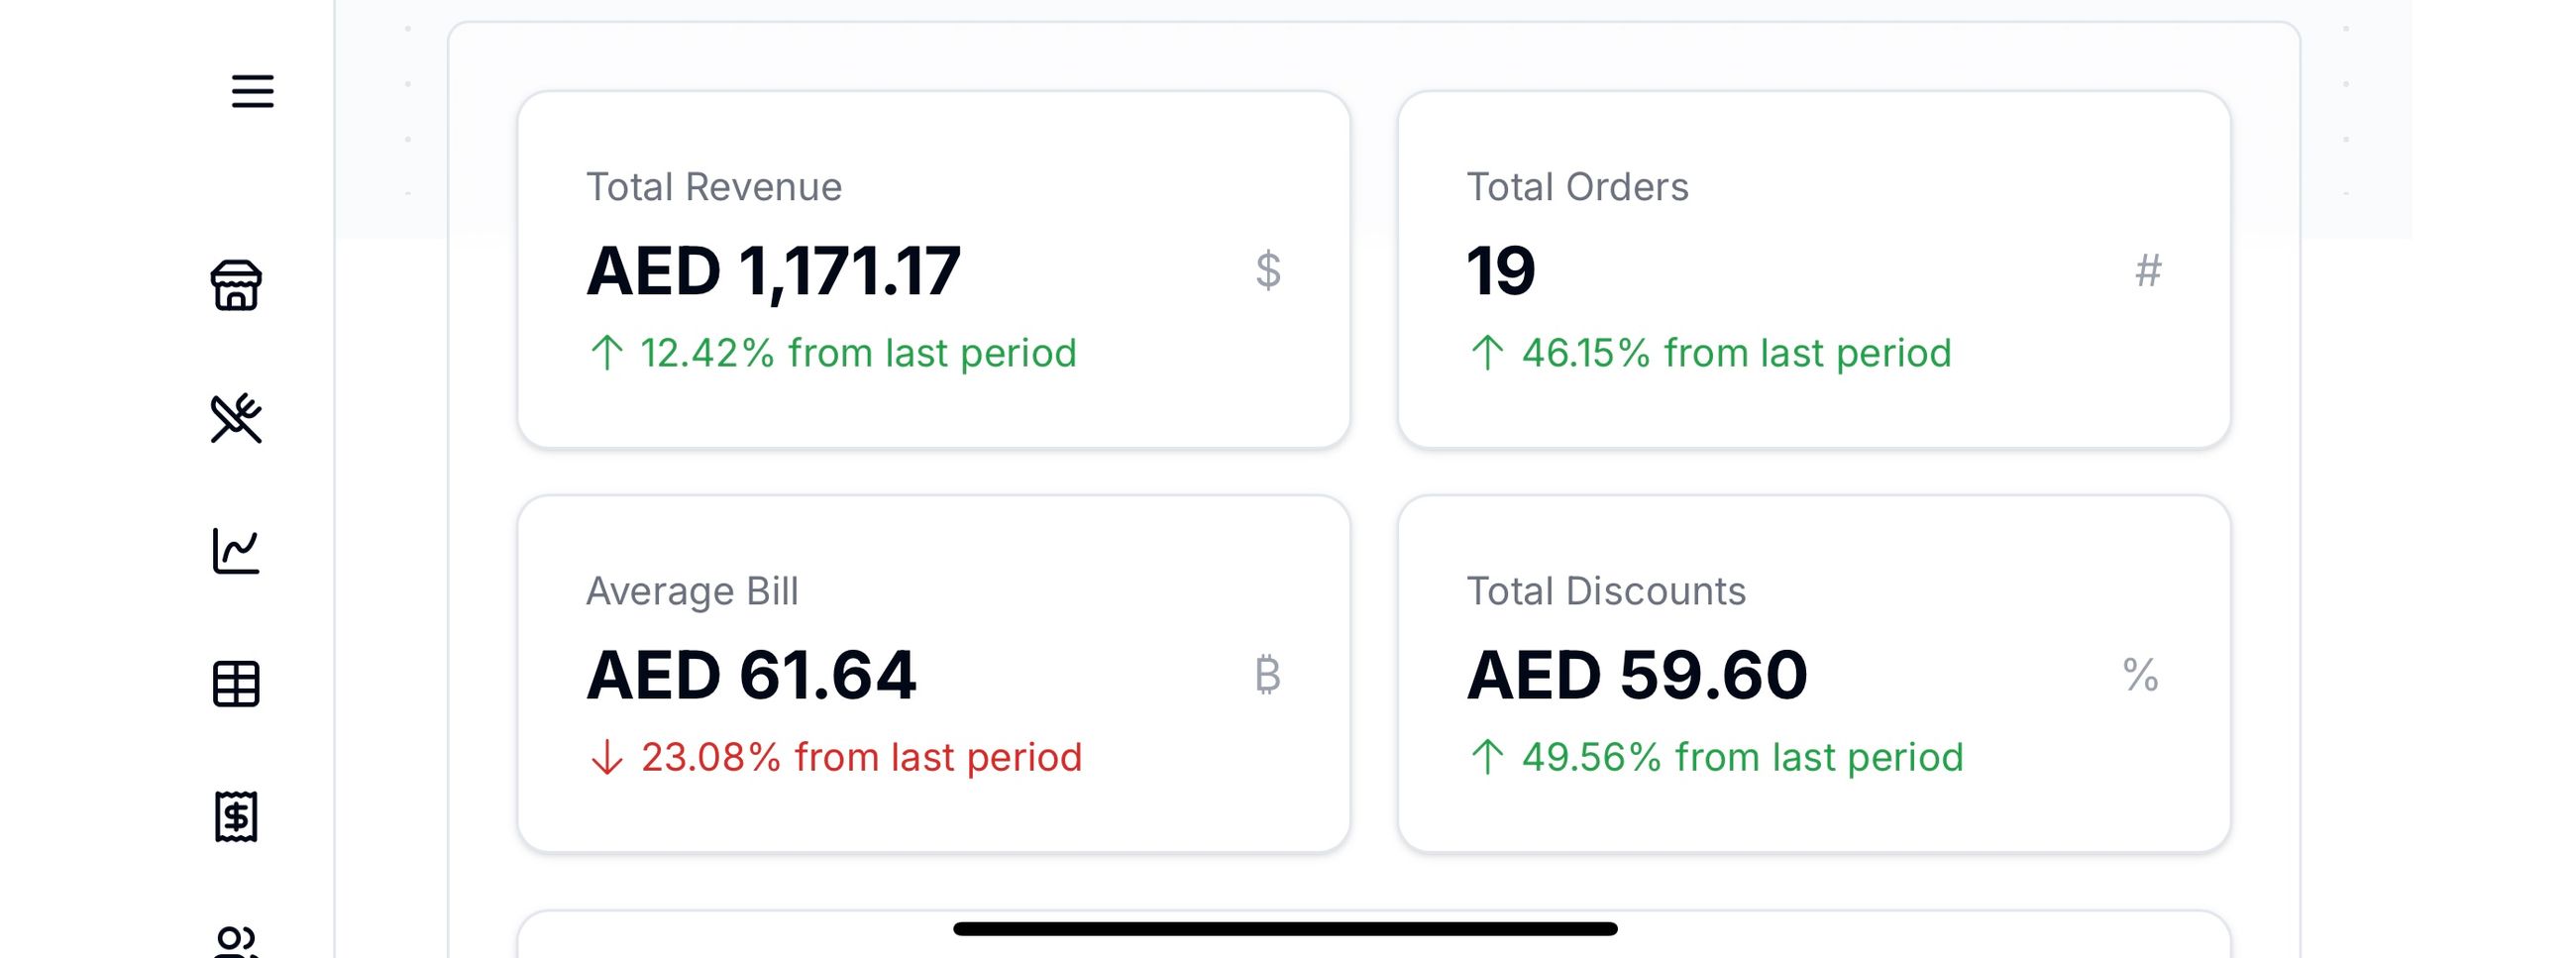 Total Revenue
AED 1,171.17
$
↑ 12.42% from last period
Total Orders
19
#
↑ 46.15% from last period
Average Bill
AED 61.64
₿
↓ 23.08% from last period
Total Discounts
AED 59.60
%
↑ 49.56% from last period